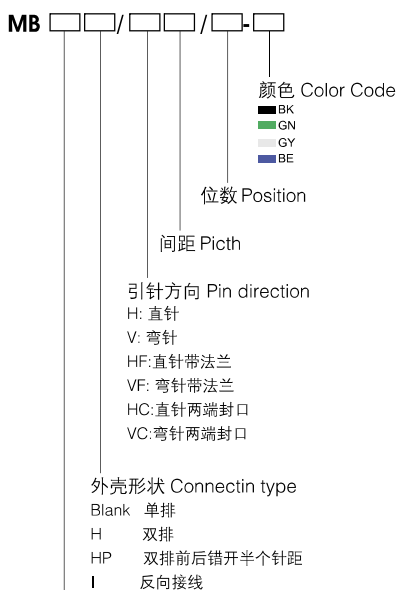 MB / / -
颜色 Color Code
BK
GN
GY
BE
位数 Position
间距 Picth
引针方向 Pin direction
H: 直针
V: 弯针
HF:直针带法兰
VF: 弯针带法兰
HC:直针两端封口
VC:弯针两端封口
外壳形状 Connectin type
Blank 单排
H 双排
HP 双排前后错开半个针距
I 反向接线